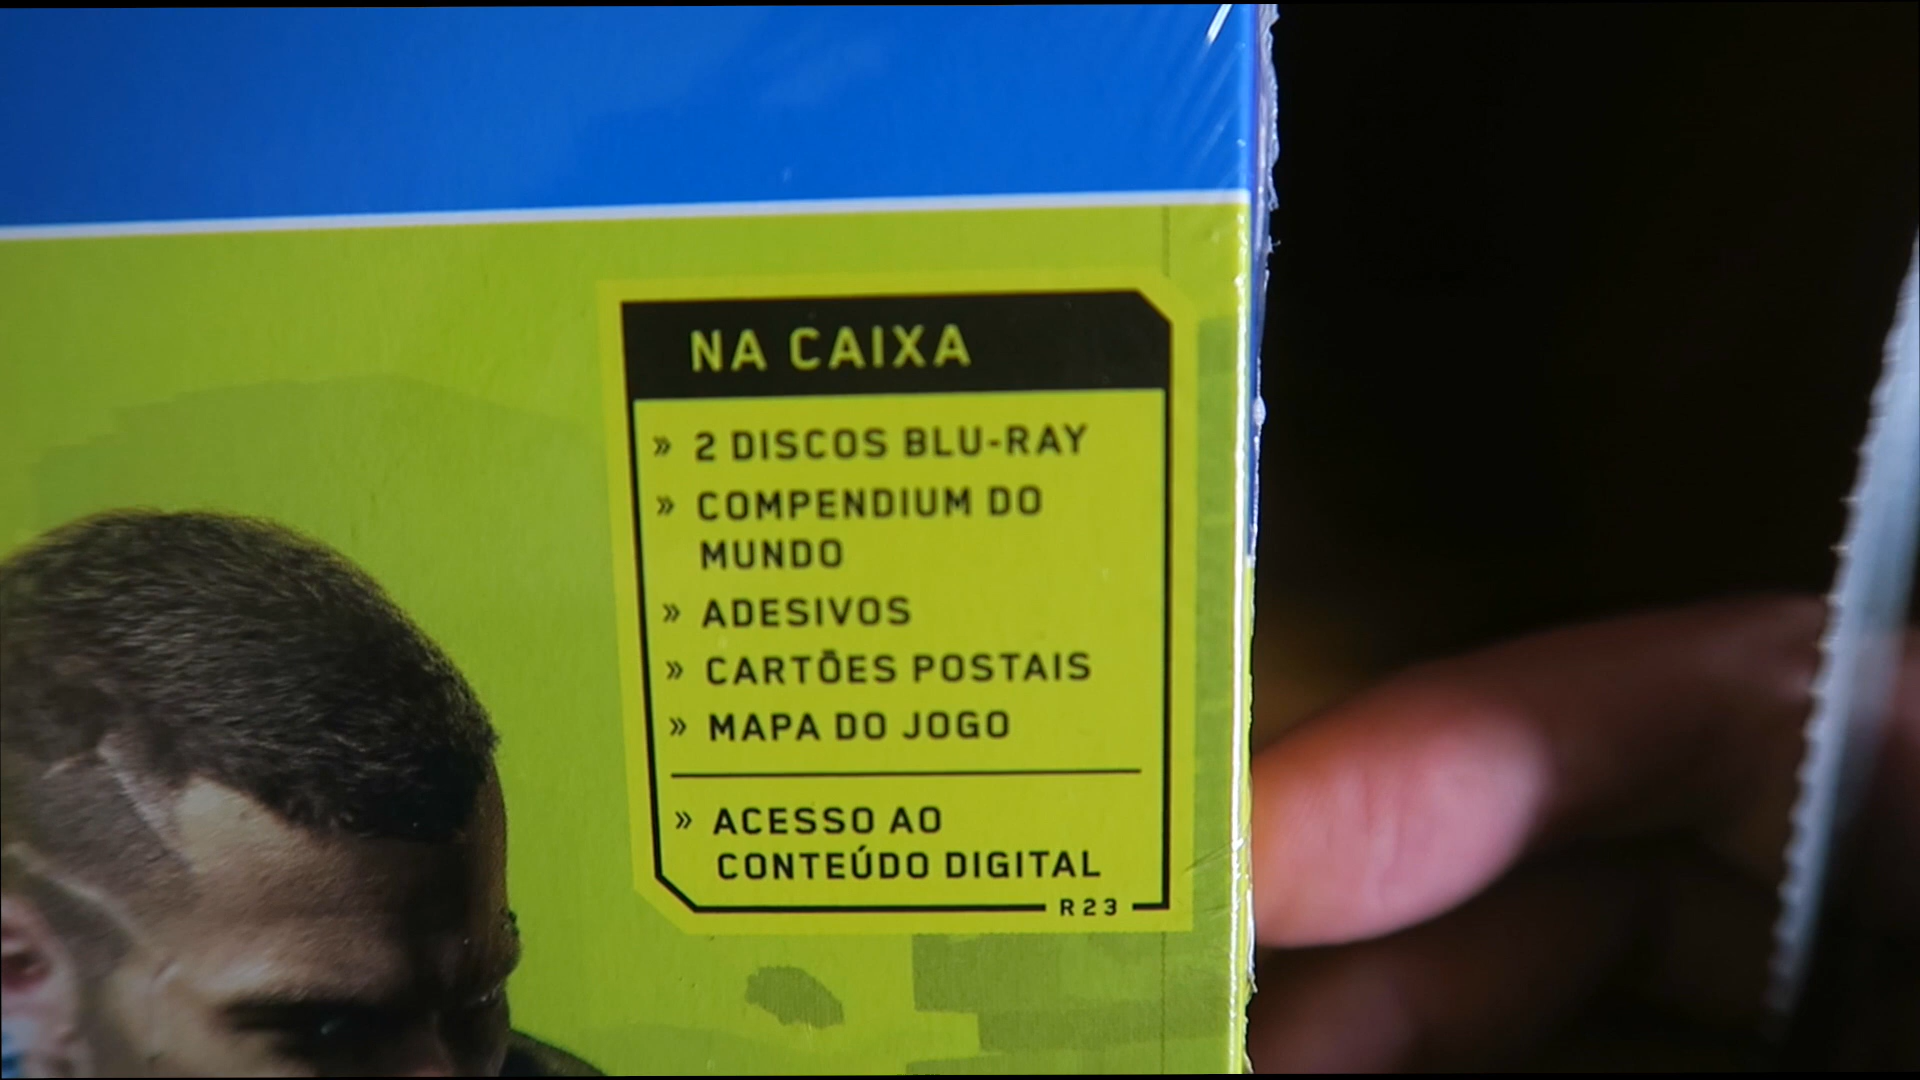 NA CAIXA
» 2 DISCOS BLU-RAY
» COMPENDIUM DO
MUNDO
» ADESIVOS
» CARTÕES POSTAIS
» MAPA DO JOGO
» ACESSO AO
CONTEÚDO DIGITAL
R23